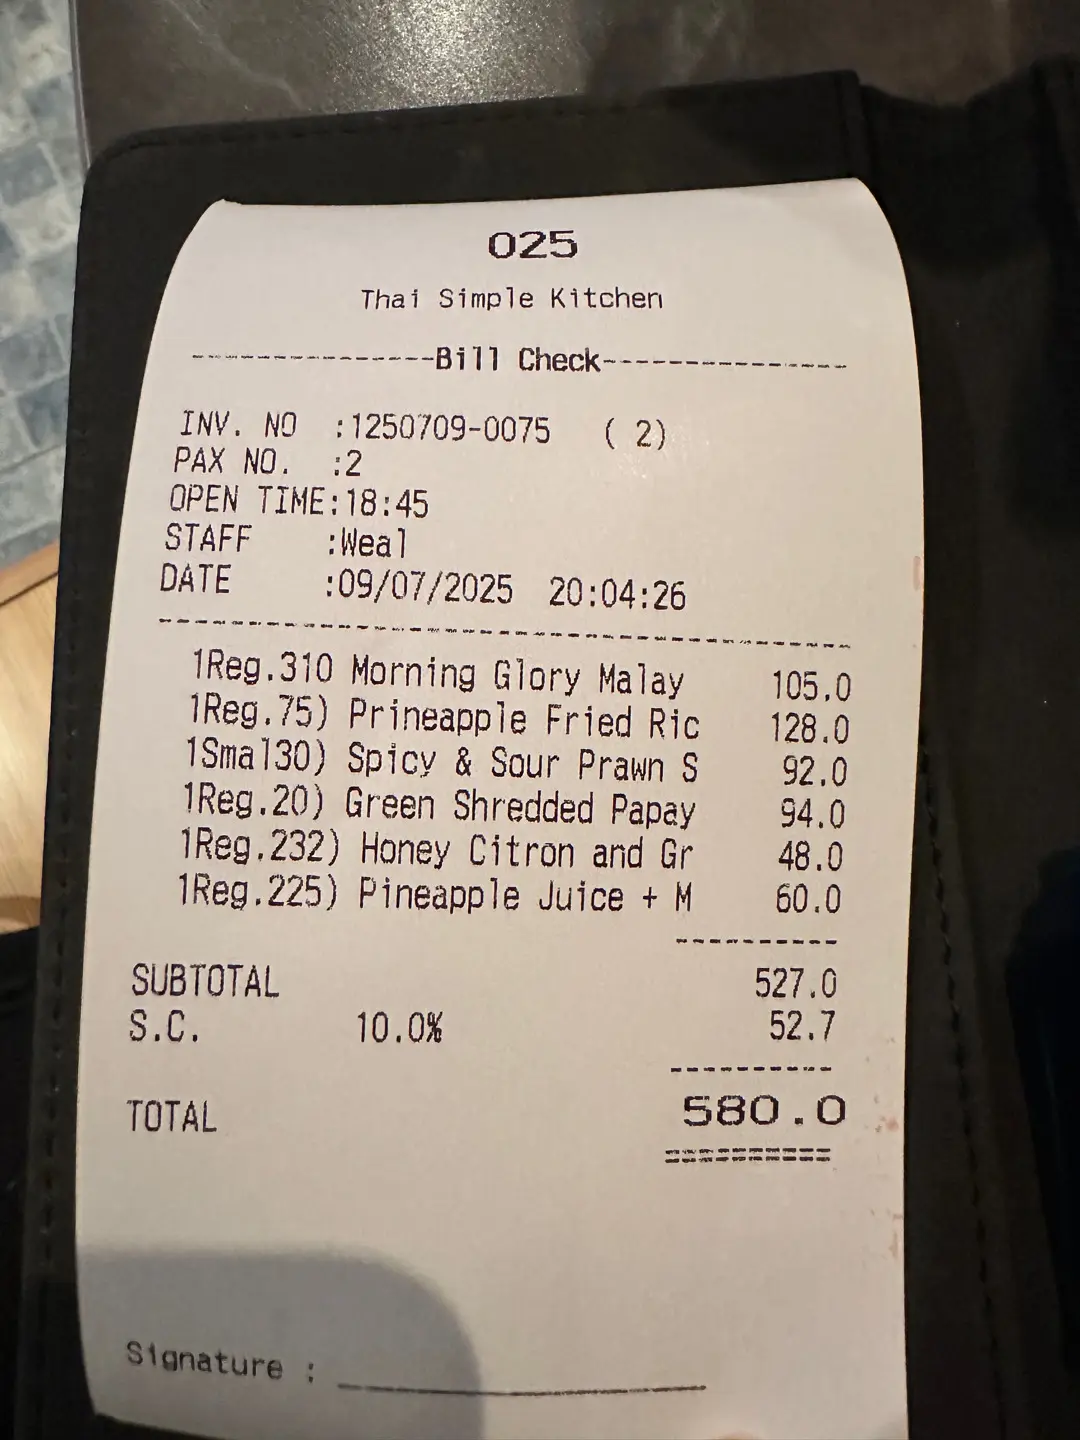 025
Thai Simple Kitchen
----------------Bill Check----------------
INV. NO :1250709-0075 ( 2)
PAX NO. :2
OPEN TIME:18:45
STAFF :Weal
DATE :09/07/2025 20:04:26
1Reg.310 Morning Glory Malay 105.0
1Reg.75) Prineapple Fried Ric 128.0
1Smal30) Spicy & Sour Prawn S 92.0
1Reg.20) Green Shredded Papay 94.0
1Reg.232) Honey Citron and Gr 48.0
1Reg.225) Pineapple Juice + M 60.0
SUBTOTAL 527.0
S.C. 10.0% 52.7
TOTAL 580.0
Signature :